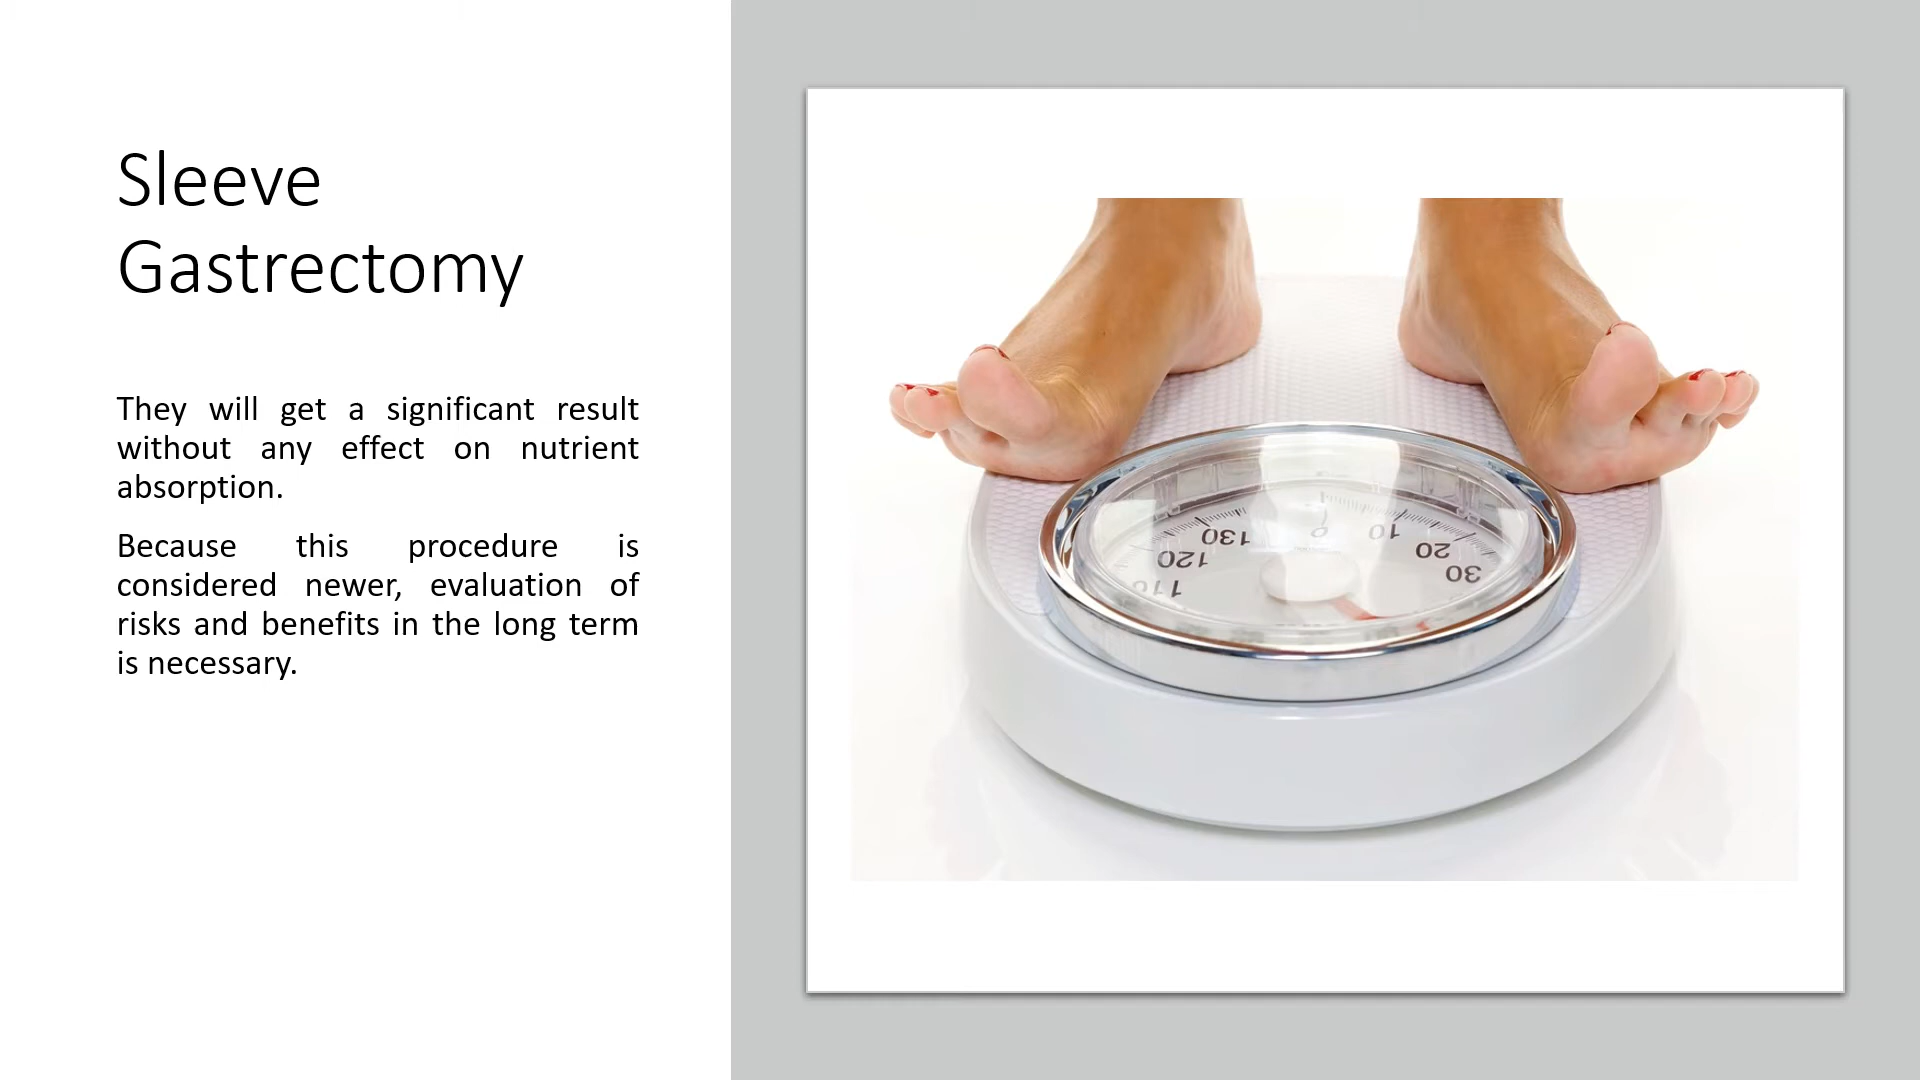 Sleeve
Gastrectomy
They will get a significant result
without any effect on nutrient
absorption.
Because this procedure is
considered newer, evaluation of
risks and benefits in the long term
is necessary.
110
120
130
0
10
20
30